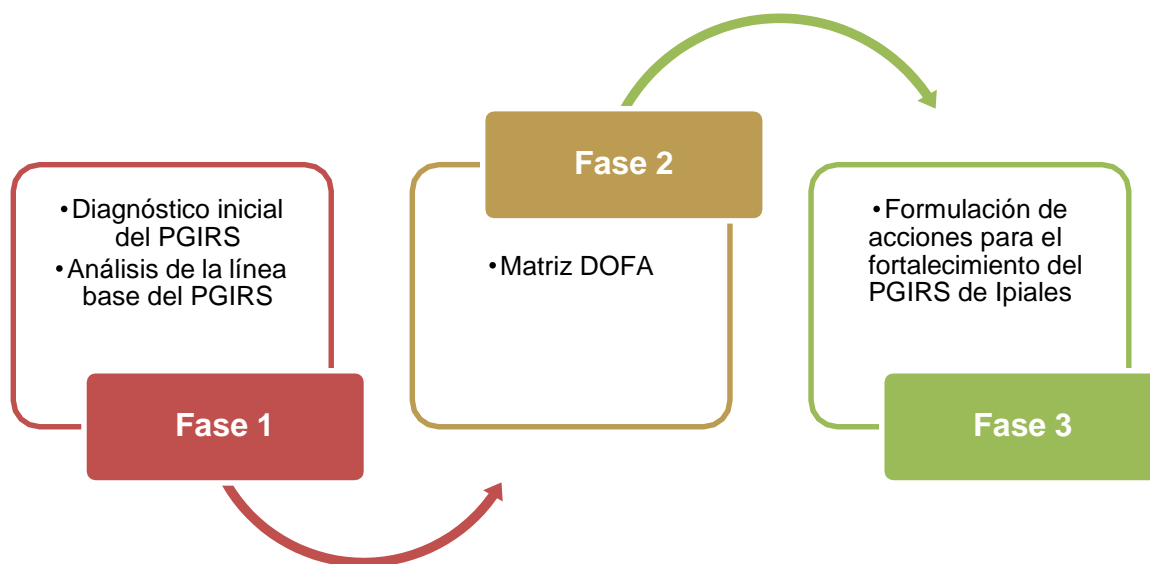 •Diagnóstico inicial
del PGIRS
•Análisis de la línea
base del PGIRS
Fase 1
Fase 2
•Matriz DOFA
•Formulación de
acciones para el
fortalecimiento del
PGIRS de Ipiales
Fase 3